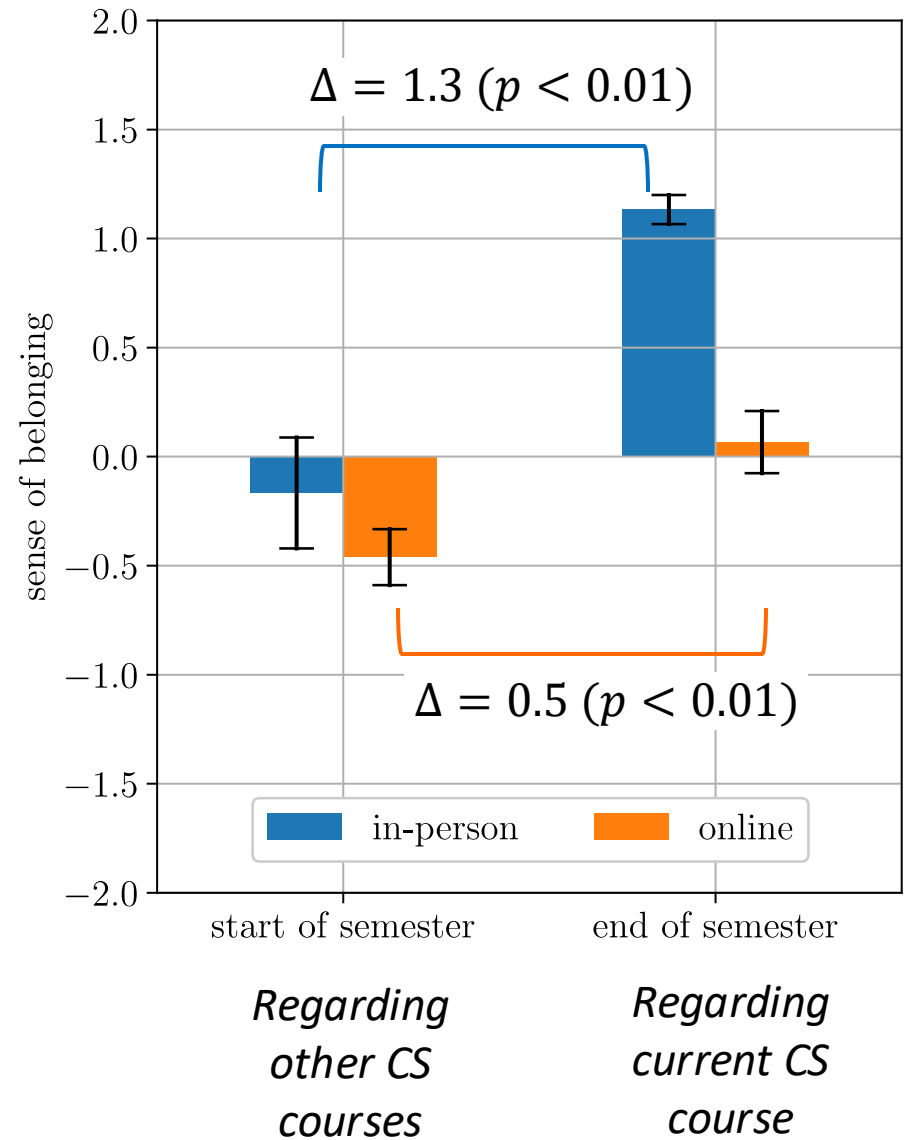 2.0
Δ = 1.3 (p < 0.01)
1.5
1.0
0.5
sense of belonging
0.0
−0.5
−1.0
Δ = 0.5 (p < 0.01)
−1.5
in-person online
−2.0
start of semester end of semester
Regarding
other CS
courses
Regarding
current CS
course